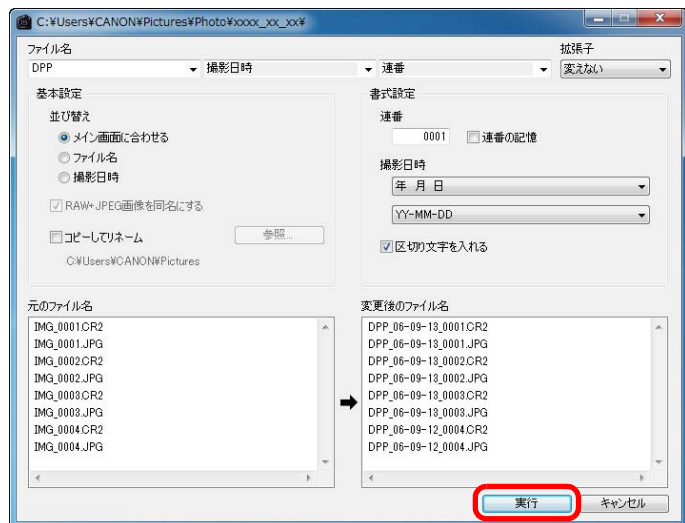 C:¥Users¥CANON¥Pictures¥Photo¥xxxx_xx_xx¥
ファイル名
拡張子
DPP
撮影日時
連番
変えない
基本設定
並び替え
メイン画面に合わせる
ファイル名
撮影日時
RAW+JPEG画像を同名にする
コピーしてリネーム
参照...
C:¥Users¥CANON¥Pictures
書式設定
連番
0001
連番の記憶
撮影日時
年 月 日
YY-MM-DD
区切り文字を入れる
元のファイル名
IMG_0001.CR2
IMG_0001.JPG
IMG_0002.CR2
IMG_0002.JPG
IMG_0003.CR2
IMG_0003.JPG
IMG_0004.CR2
IMG_0004.JPG
変更後のファイル名
DPP_06-09-13_0001.CR2
DPP_06-09-13_0001.JPG
DPP_06-09-13_0002.CR2
DPP_06-09-13_0002.JPG
DPP_06-09-13_0003.CR2
DPP_06-09-13_0003.JPG
DPP_06-09-12_0004.CR2
DPP_06-09-12_0004.JPG
実行
キャンセル